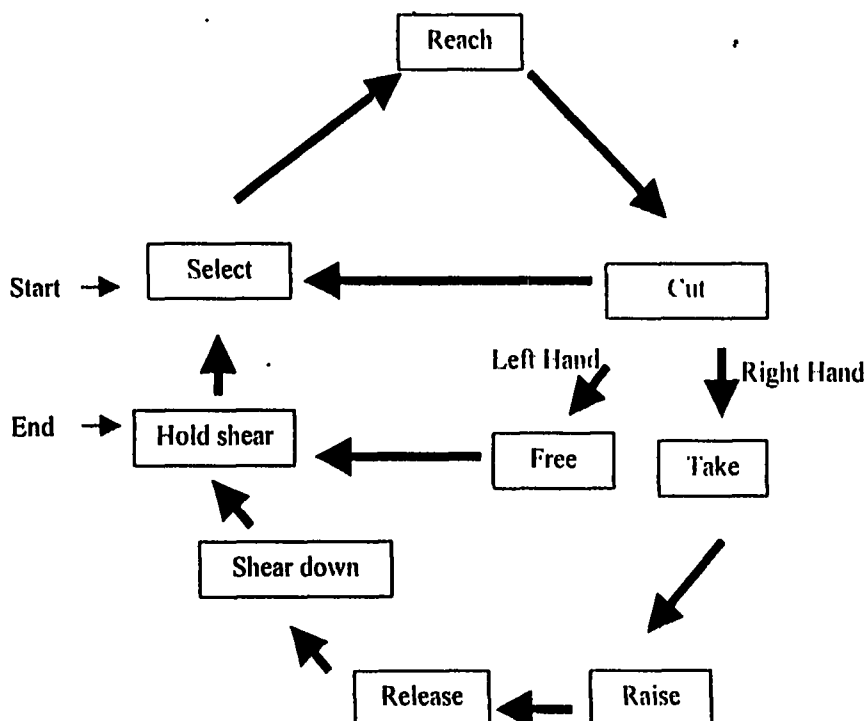 Reach
Select
Start
Cut
Left Hand
Right Hand
End
Hold shear
Free
Take
Shear down
Release
Raise